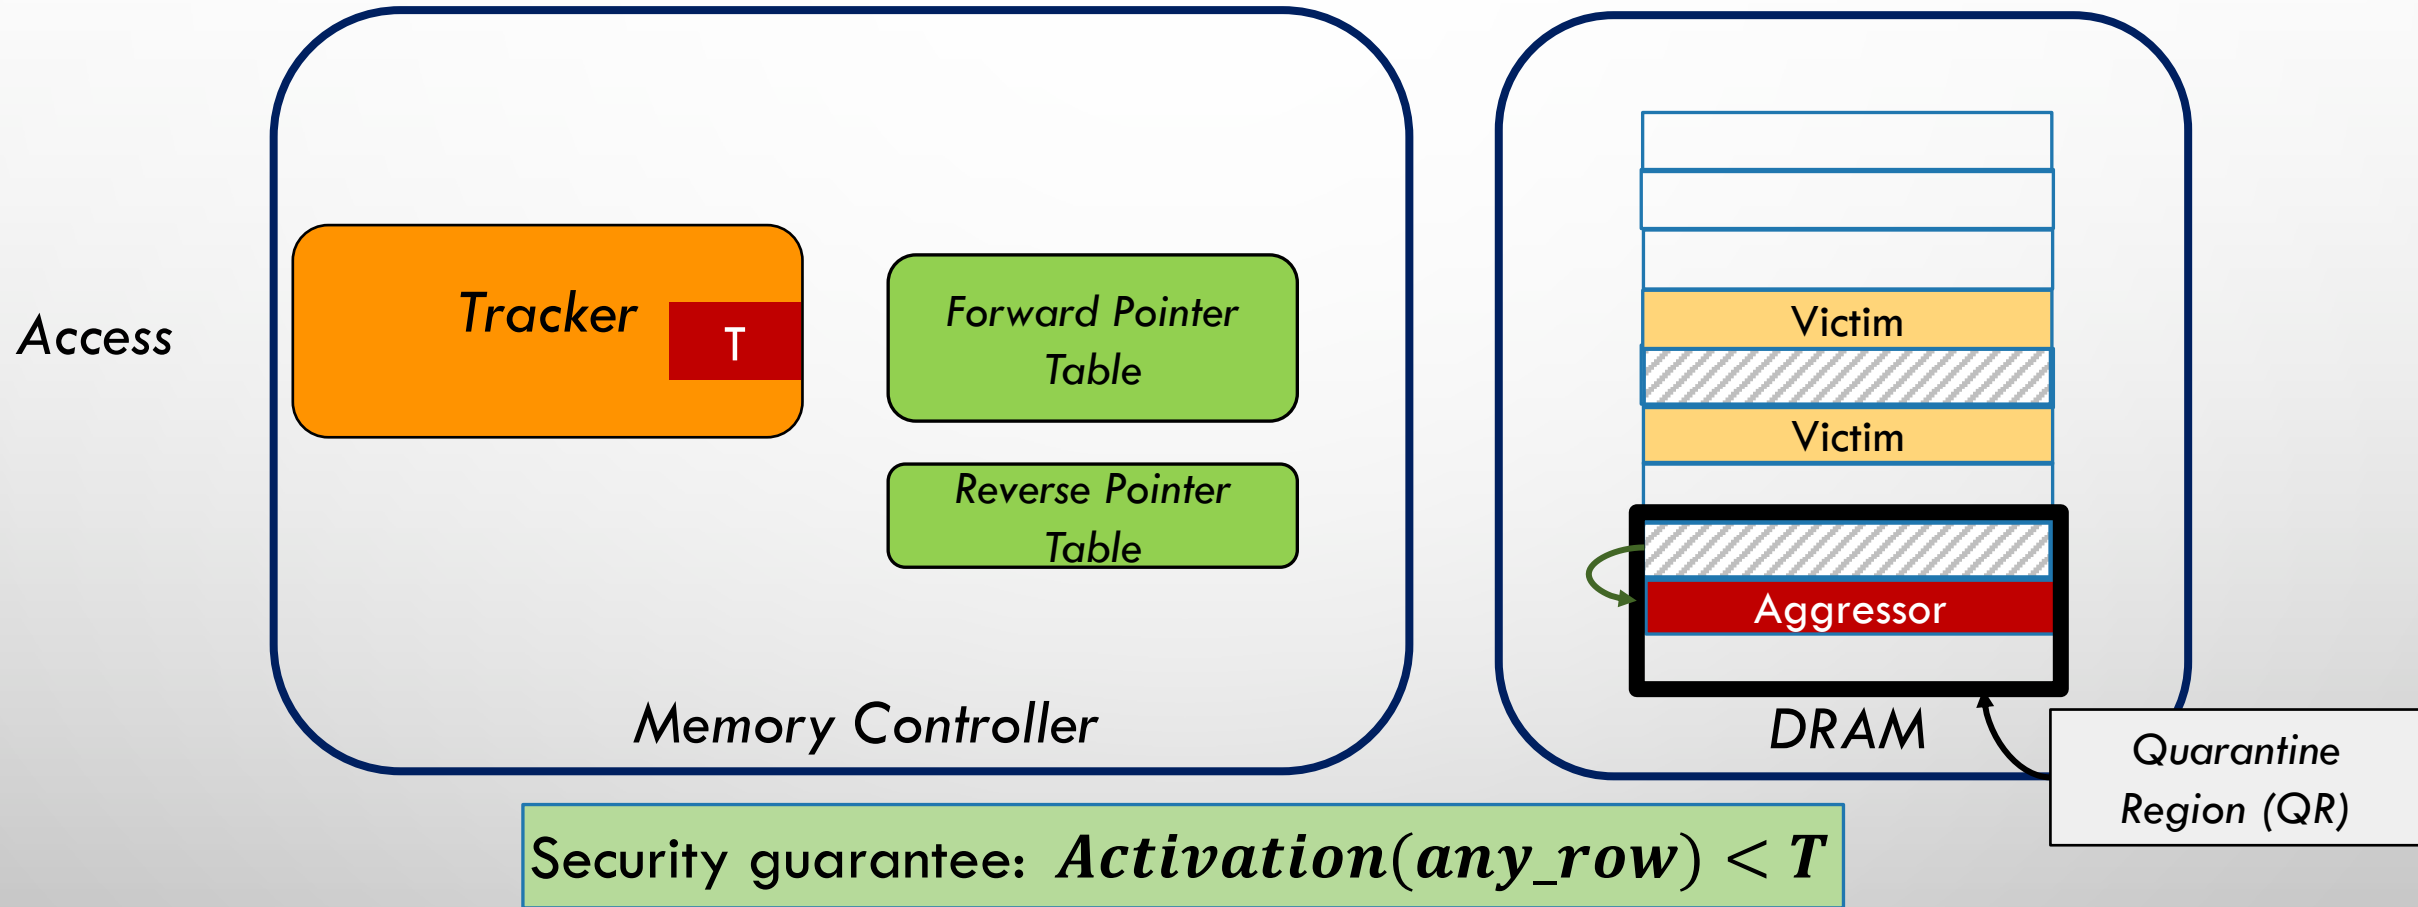 Access
Tracker
T
Forward Pointer
Table
Reverse Pointer
Table
Memory Controller
Victim
Victim
Aggressor
DRAM
Quarantine
Region (QR)
Security guarantee: Activation(any_row) < T